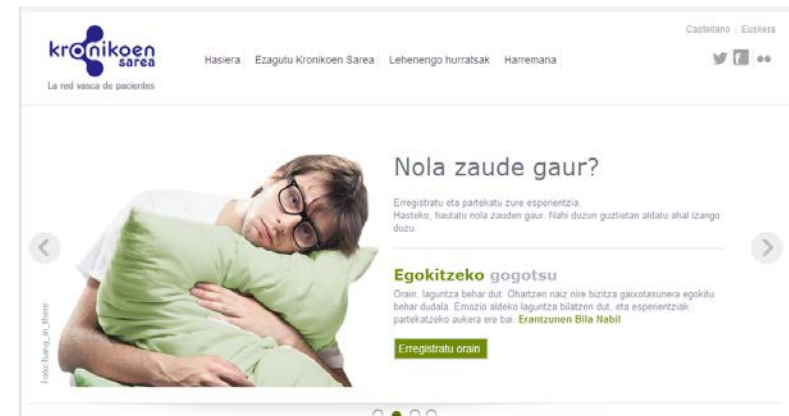 Castellano | Euskera
kronikoen
sarea
La red vasca de pacientes
Hasiera Ezagutu Kronikoen Sarea Lehenengo hurratsak Harremana
Nola zaude gaur?
Erregistratu eta partekatu zure esperientzia.
Hasteko, hautatu nola zauden gaur. Nahi duzun guztietan aldatu ahal izango
duzu.
Egokitzeko gogotsu
Orain, laguntza behar dut. Ohartzen naiz nire bizitza gaixotasunera egokitu
behar dudala. Emozio aldeko laguntza bilatzen dut, eta esperientziak
partekatzeko aukera ere bai. Erantzunen Bila Nabil
Erregistratu orain